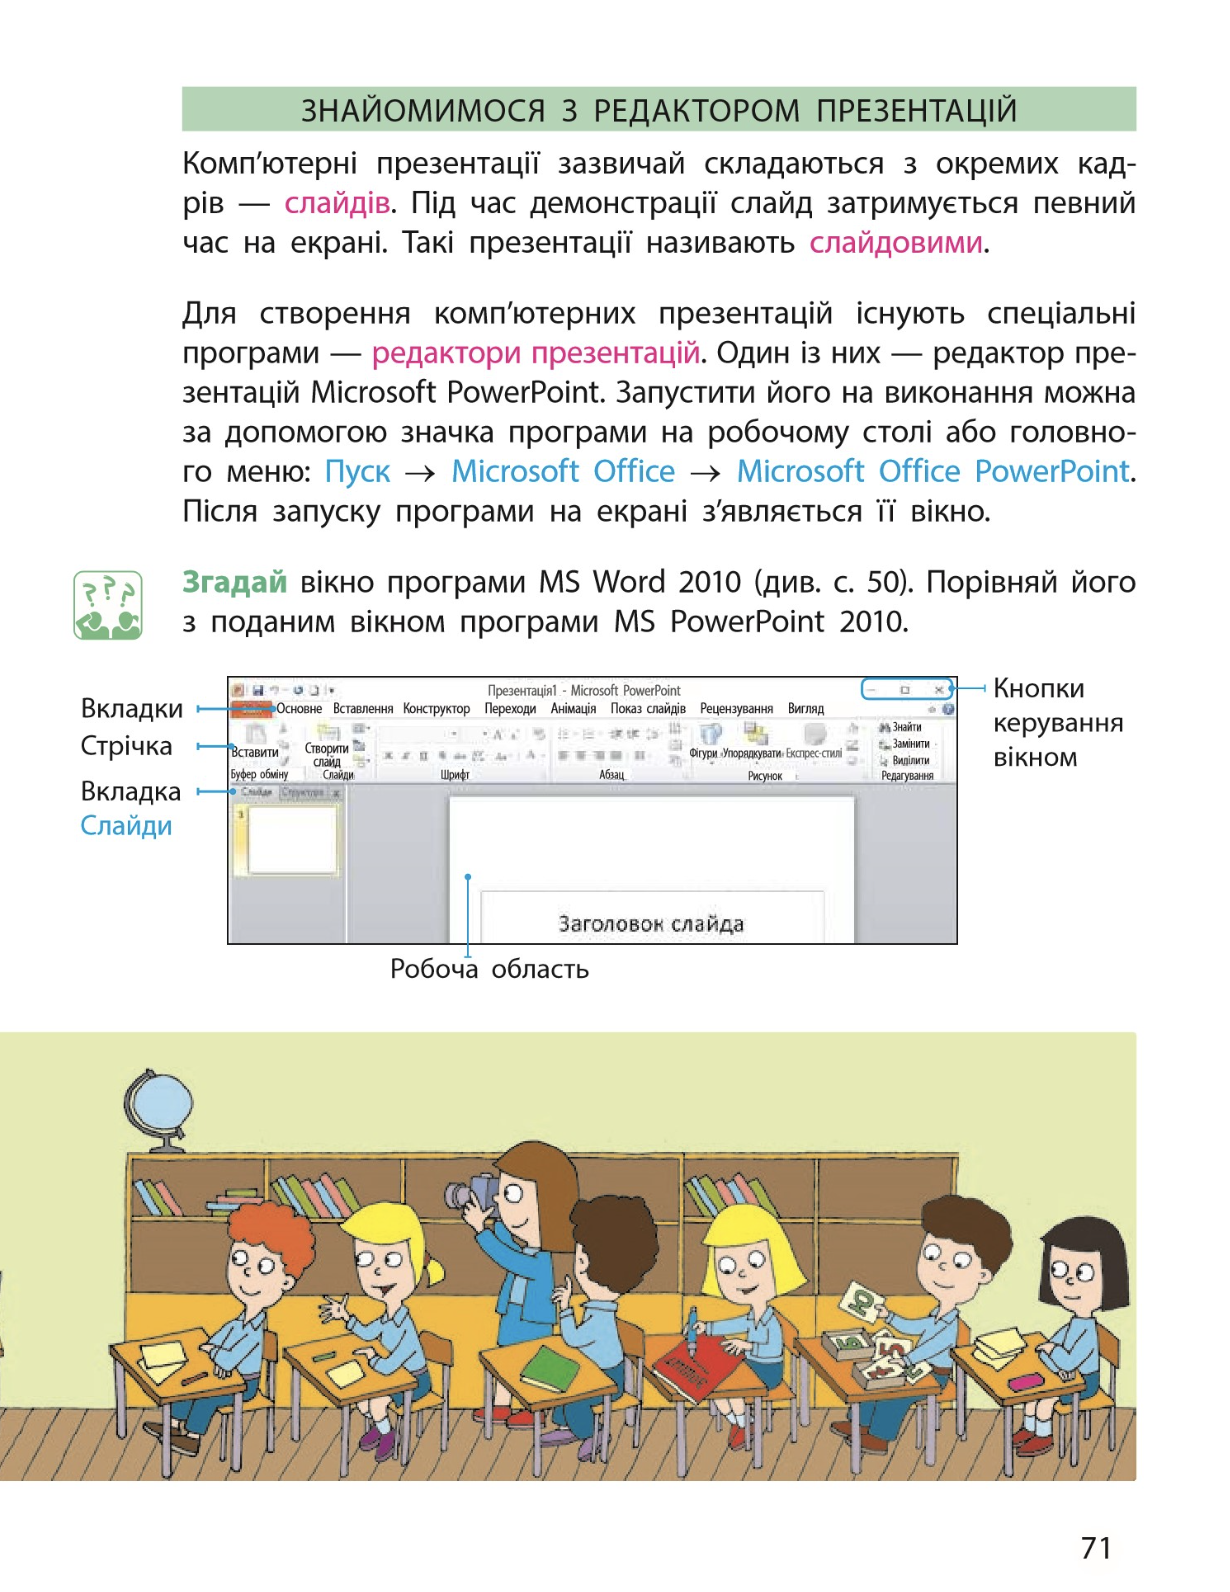 ЗНАЙОМИМОСЯ З РЕДАКТОРОМ ПРЕЗЕНТАЦІЙ
Комп’ютерні презентації зазвичай складаються з окремих кад-
рів — слайдів. Під час демонстрації слайд затримується певний
час на екрані. Такі презентації називають слайдовими.
Для створення комп’ютерних презентацій існують спеціальні
програми — редактори презентацій. Один із них — редактор пре-
зентацій Microsoft PowerPoint. Запустити його на виконання можна
за допомогою значка програми на робочому столі або головно-
го меню: Пуск → Microsoft Office → Microsoft Office PowerPoint.
Після запуску програми на екрані з’являється її вікно.
???
Згадай вікно програми MS Word 2010 (див. с. 50). Порівняй його
з поданим вікном програми MS PowerPoint 2010.
Вкладки
Стрічка
Вкладка
Слайди
Презентація1 - Microsoft PowerPoint
Основне Вставлення Конструктор Переходи Анімація Показ слайдів Рецензування Вигляд
Вставити
Створити
слайд
Фігури Упорядкувати Експрес-стилі
Знайти
Замінити
Виділити
Буфер обміну Слайди Шрифт Абзац Рисунок Редагування
Слайди Структура
Заголовок слайда
Кнопки
керування
вікном
Робоча область
71